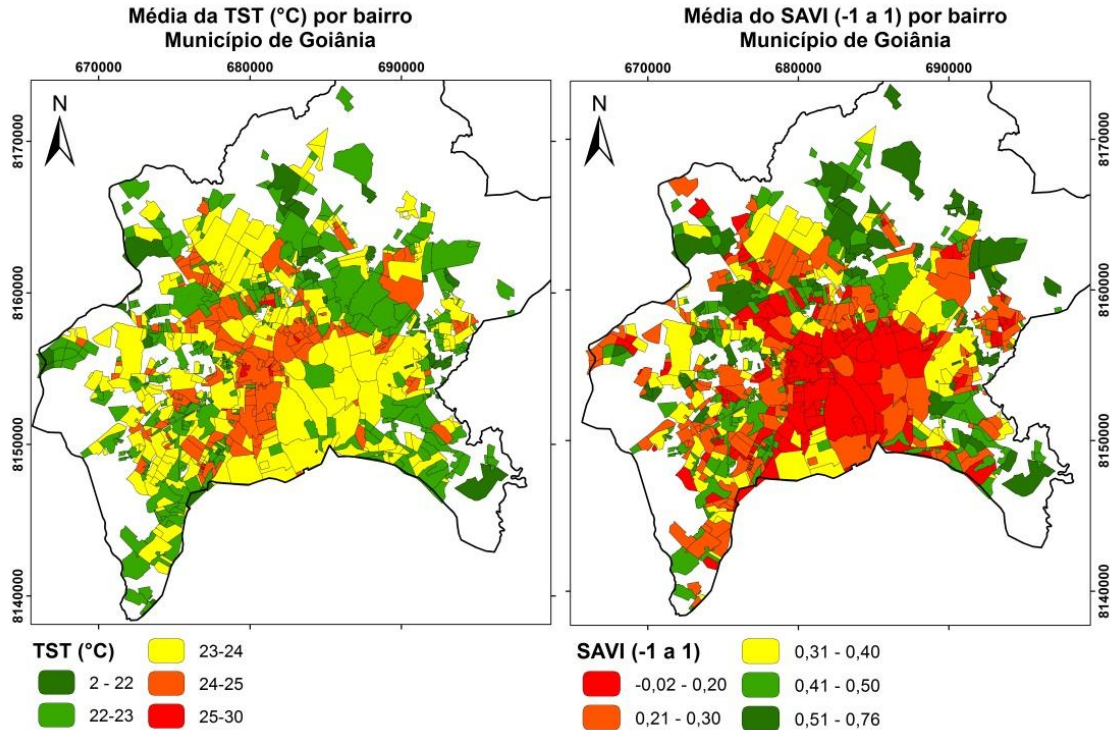 Média da TST (°C) por bairro
Município de Goiânia
670000 680000 690000
N
8170000
8160000
8150000
8140000
TST (°C)
2 - 22
22-23
23-24
24-25
25-30
Média do SAVI (-1 a 1) por bairro
Município de Goiânia
670000 680000 690000
N
8170000
8160000
8150000
8140000
SAVI (-1 a 1)
-0,02 - 0,20
0,21 - 0,30
0,31 - 0,40
0,41 - 0,50
0,51 - 0,76